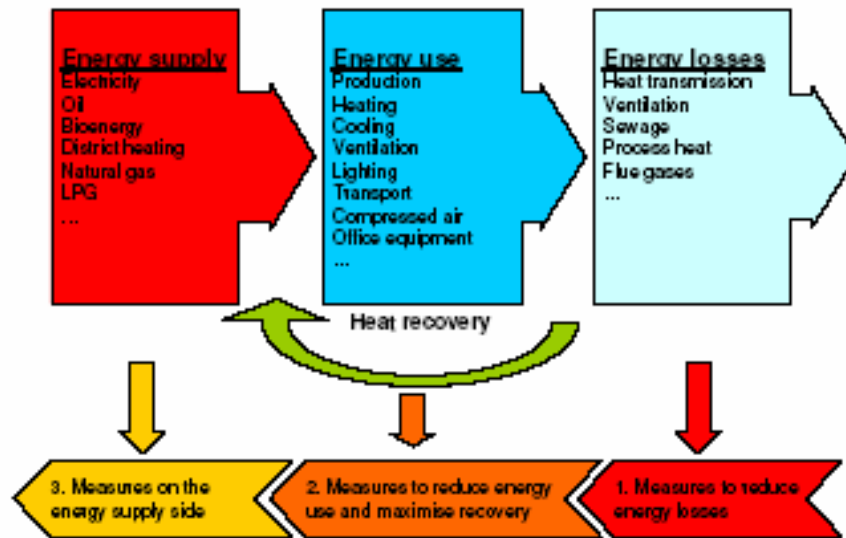 Energy supply
Electricity
Oil
Bioenergy
District heating
Natural gas
LPG
...
Energy use
Production
Heating
Cooling
Ventilation
Lighting
Transport
Compressed air
Office equipment
...
Energy losses
Heat transmission
Ventilation
Sewage
Process heat
Flue gases
...
Heat recovery
3. Measures on the
energy supply side
2. Measures to reduce energy
use and maximise recovery
1. Measures to reduce
energy losses